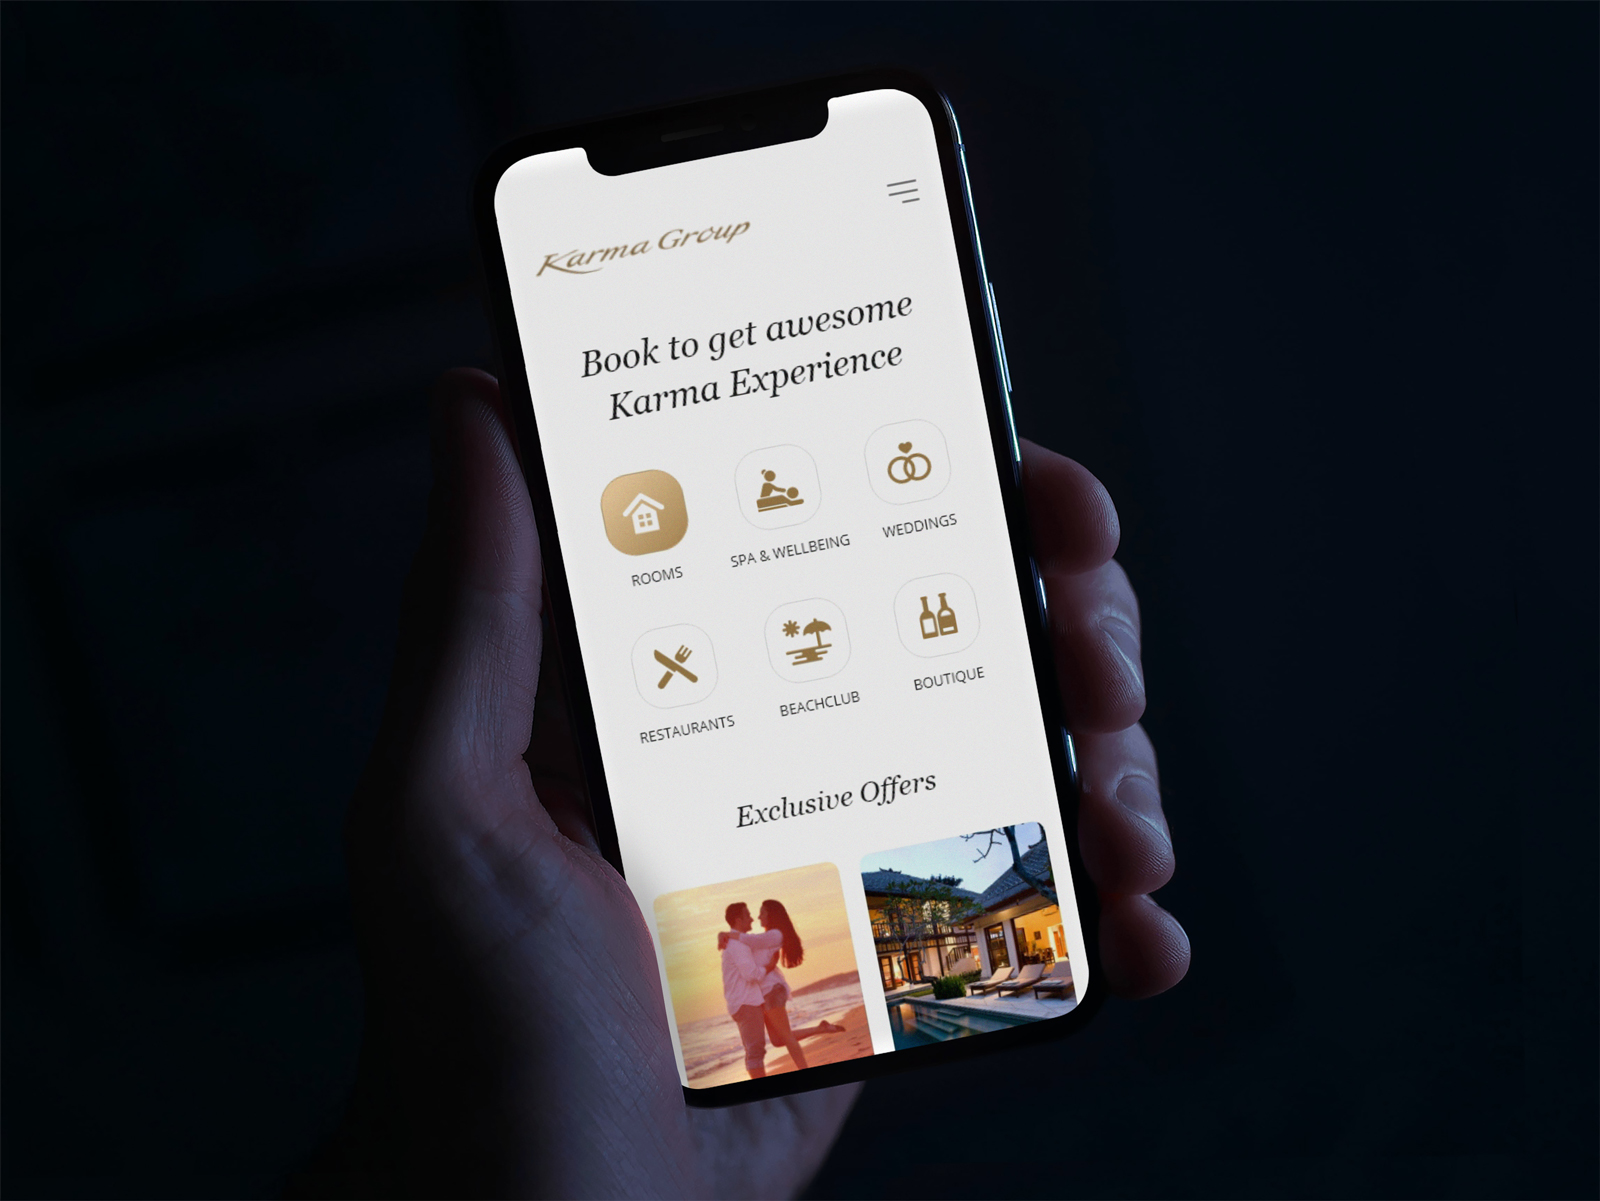 Karma Group
Book to get awesome
Karma Experience
ROOMS
SPA & WELLBEING
WEDDINGS
RESTAURANTS
BEACHCLUB
BOUTIQUE
Exclusive Offers